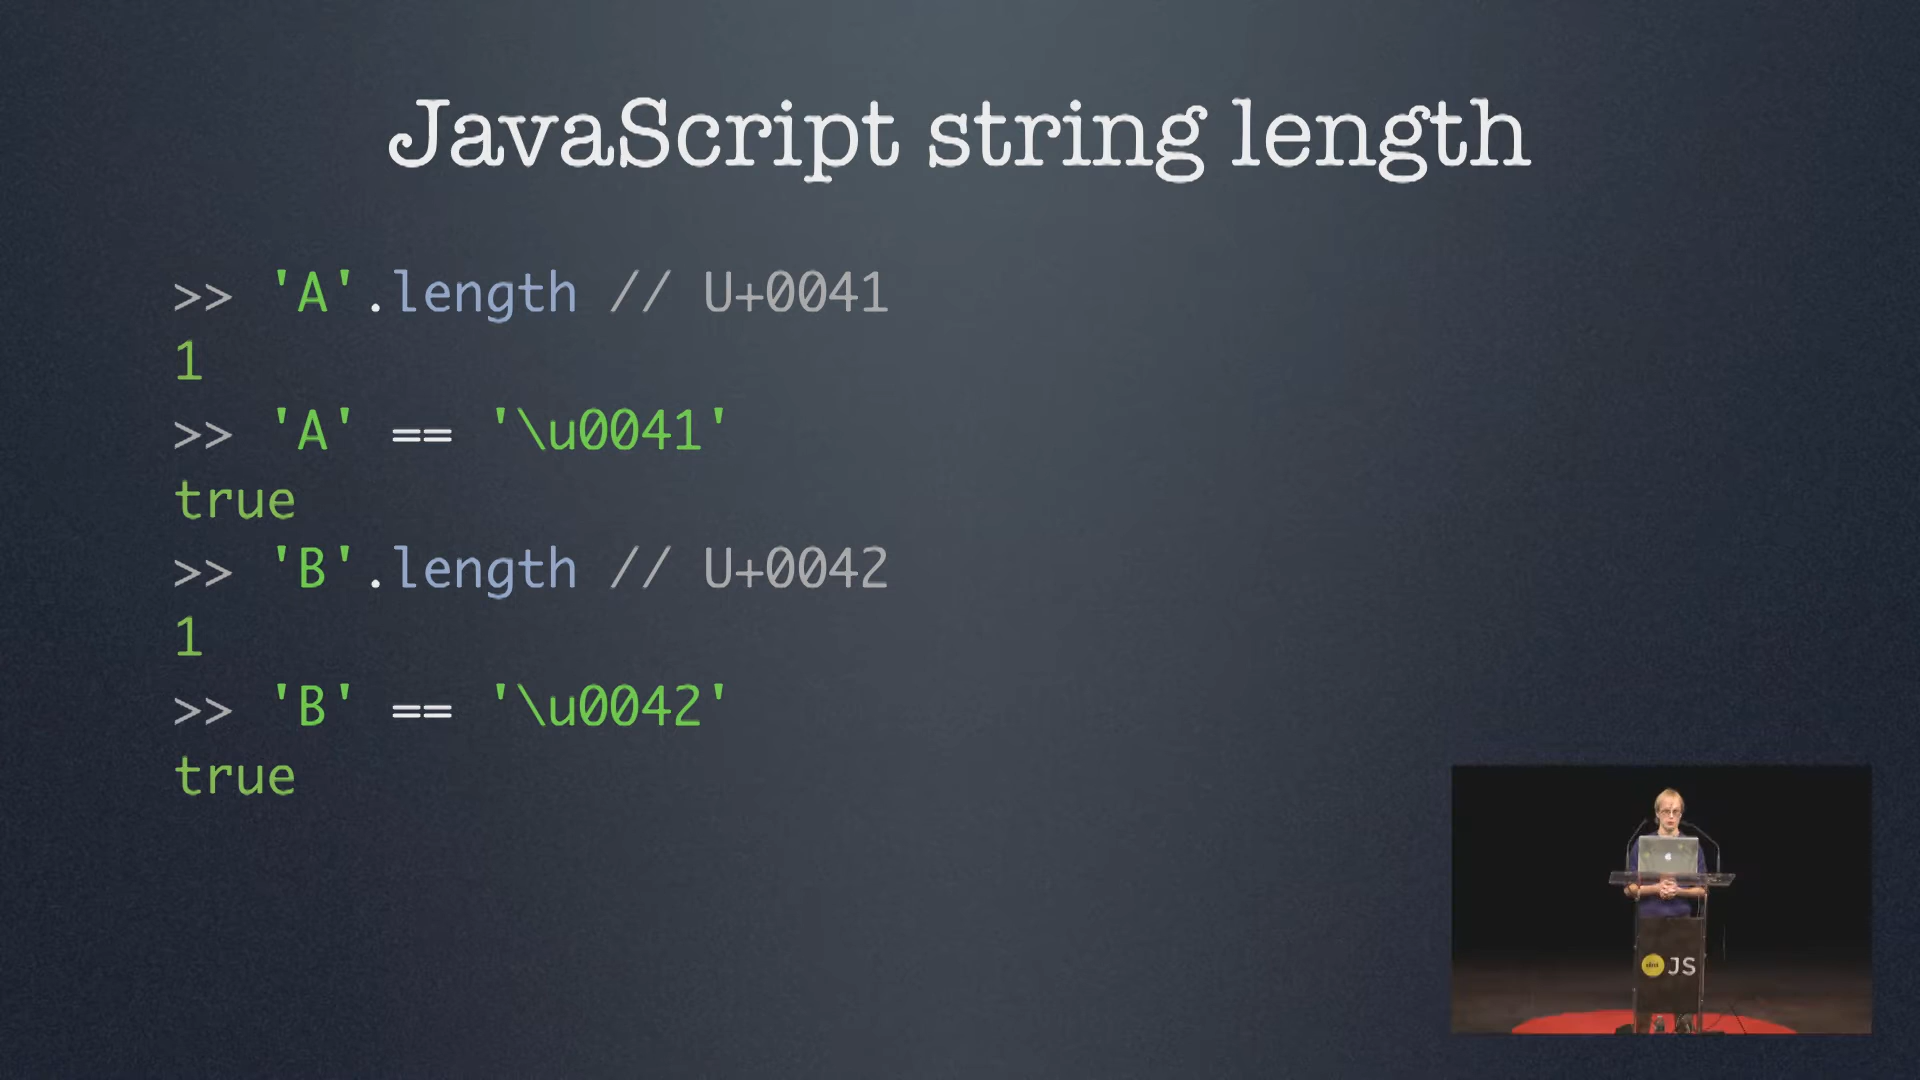 JavaScript string length
>> 'A'.length // U+0041
1
>> 'A' == '\u0041'
true
>> 'B'.length // U+0042
1
>> 'B' == '\u0042'
true
JS